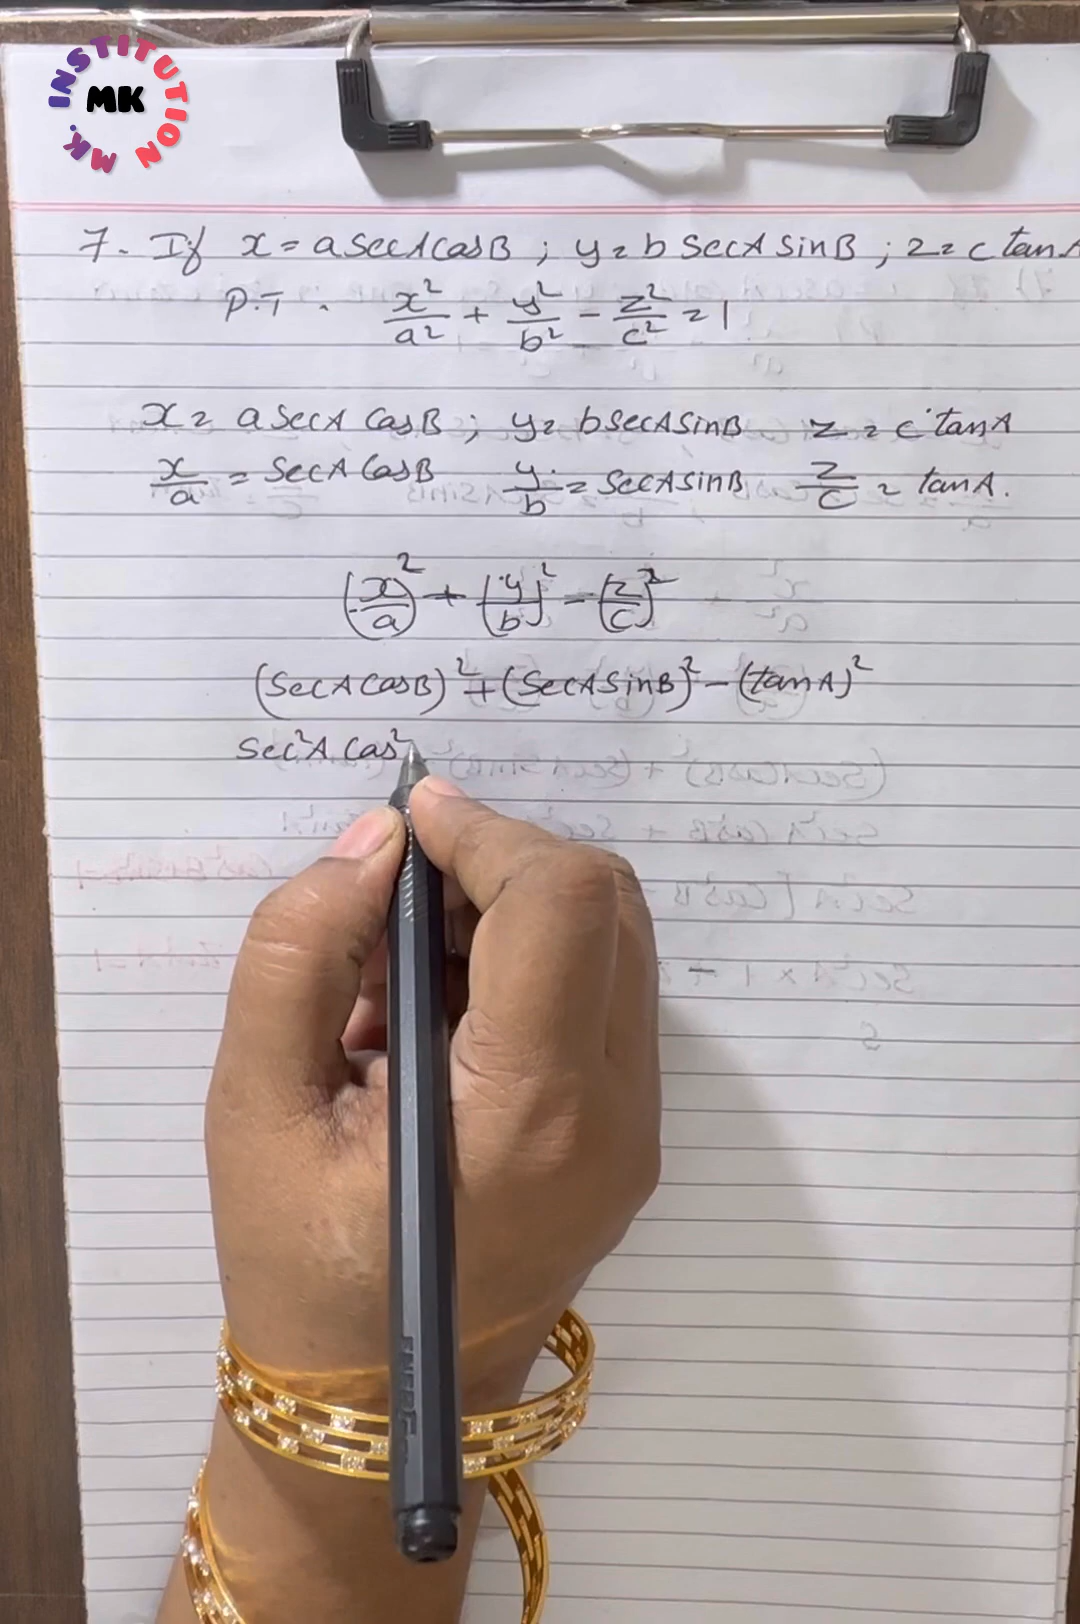 MK. INSTITUTION
MK
7. If x = a SecA CosB ; y = b SecA SinB ; z = c tanA
P.T. x²/a² + y²/b² - z²/c² = 1
x = a SecA CosB ; y = b SecA SinB z = c tanA
x/a = SecA CosB y/b = SecA SinB z/c = tanA.
(x/a)² + (y/b)² - (z/c)²
(SecA CosB)² + (SecA SinB)² - (tanA)²
Sec²A Cos²